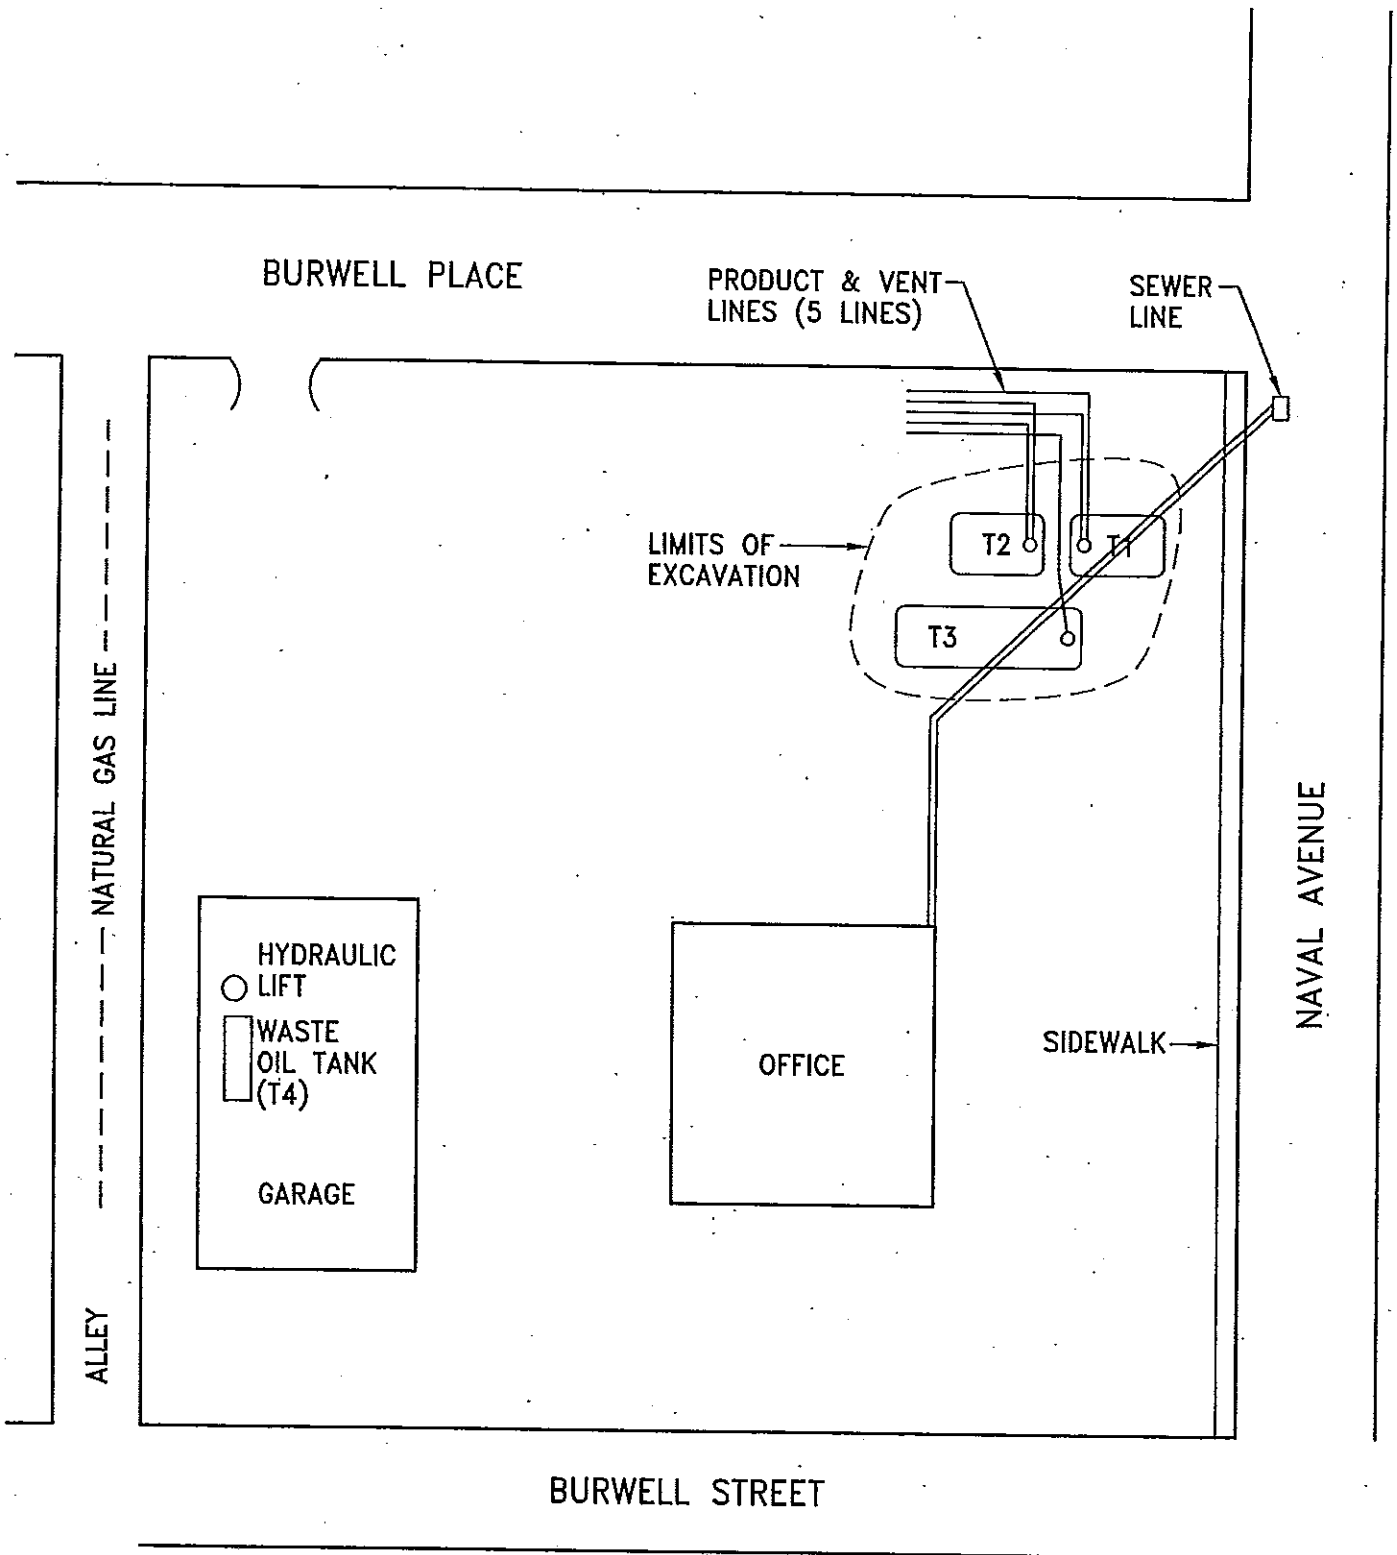 BURWELL PLACE
PRODUCT & VENT
LINES (5 LINES)
SEWER
LINE
LIMITS OF
EXCAVATION
T2
T1
T3
NATURAL GAS LINE
HYDRAULIC
LIFT
WASTE
OIL TANK
(T4)
GARAGE
OFFICE
SIDEWALK
NAVAL AVENUE
ALLEY
BURWELL STREET